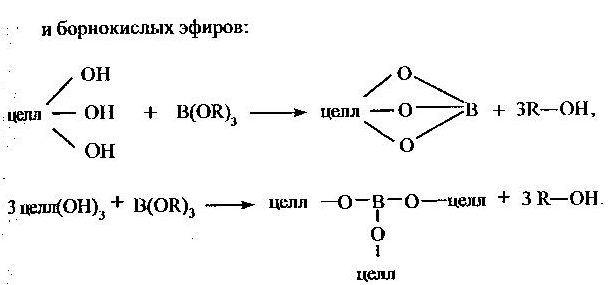 и борнокислых эфиров:
OH
целл — OH + B(OR)₃ ⟶ целл — O — B + 3R—OH,
OH
O
O
3 целл(OH)₃ + B(OR)₃ ⟶ целл —O—B—O—целл + 3 R—OH.
O
целл